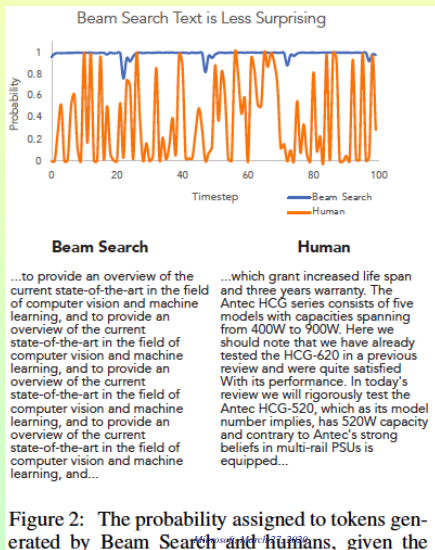 Beam Search Text is Less Surprising
1
0.8
0.6
0.4
0.2
0
Probability
0 20 40 60 80 100
Timestep
Beam Search
Human
Beam Search
...to provide an overview of the
current state-of-the-art in the field
of computer vision and machine
learning, and to provide an
overview of the current
state-of-the-art in the field of
computer vision and machine
learning, and to provide an
overview of the current
state-of-the-art in the field of
computer vision and machine
learning, and to provide an
overview of the current
state-of-the-art in the field of
computer vision and machine
learning, and...
Human
...which grant increased life span
and three years warranty. The
Antec HCG series consists of five
models with capacities spanning
from 400W to 900W. Here we
should note that we have already
tested the HCG-620 in a previous
review and were quite satisfied
With its performance. In today's
review we will rigorously test the
Antec HCG-520, which as its model
number implies, has 520W capacity
and contrary to Antec's strong
beliefs in multi-rail PSUs is
equipped...
Figure 2: The probability assigned to tokens gen-
erated by Beam Search and humans, given the
Microsoft, March 27, 2020